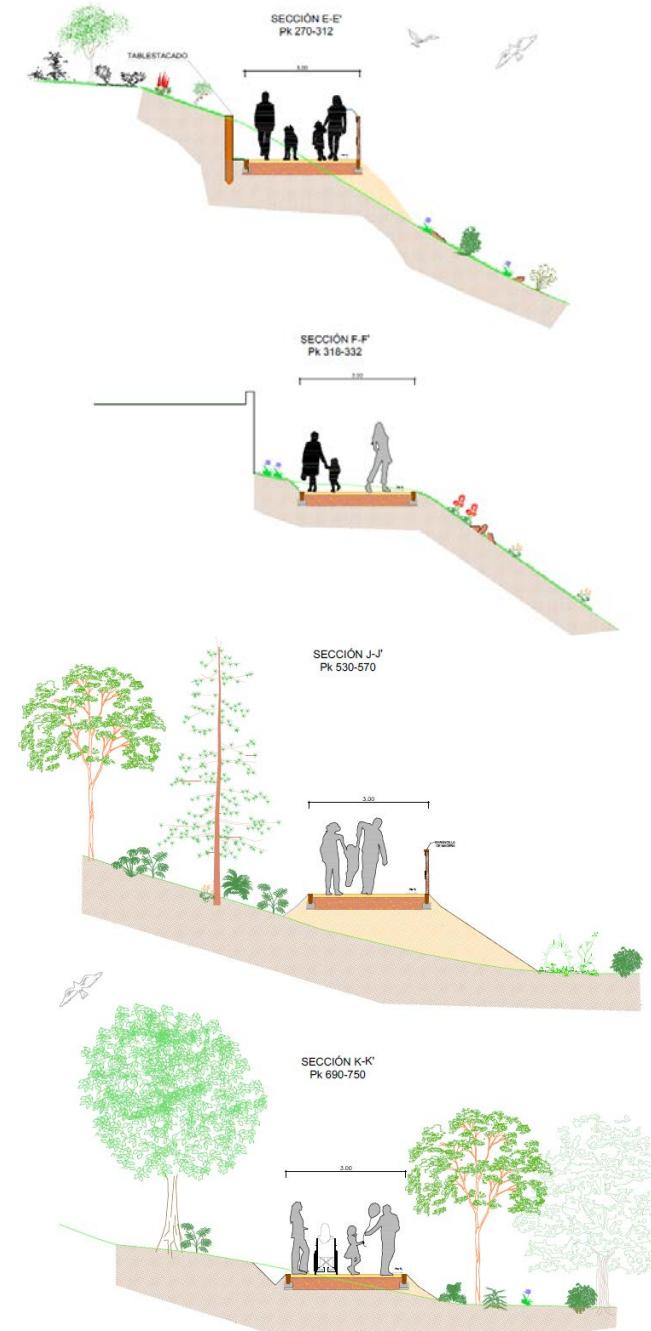 SECCIÓN E-E'
Pk 270-312
TABLESTACADO
3.00
SECCIÓN F-F'
Pk 318-332
3.00
SECCIÓN J-J'
Pk 530-570
3.00
SECCIÓN K-K'
Pk 690-750
3.00